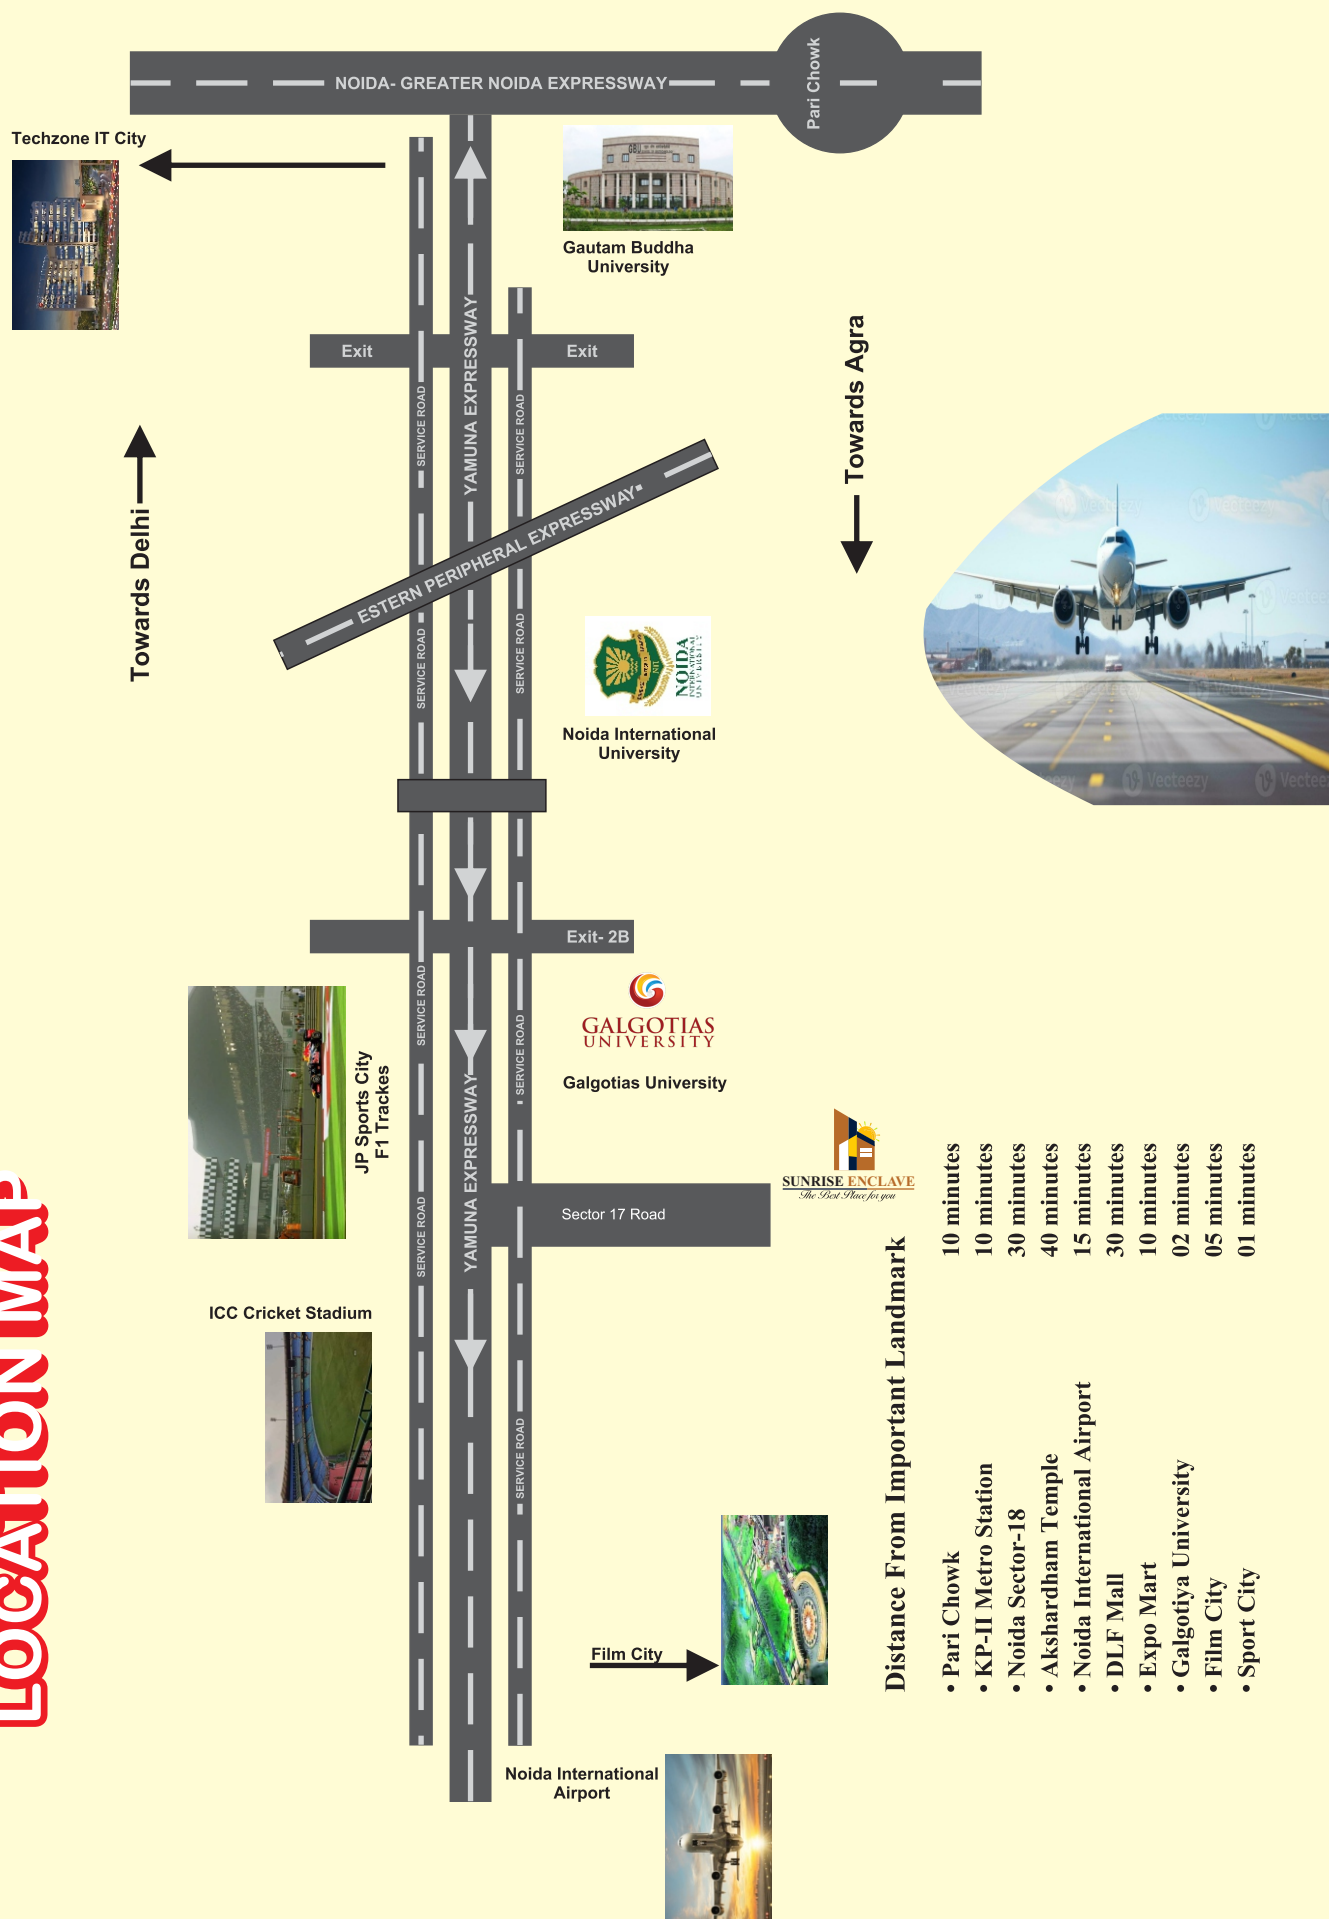 LOCATION MAP
NOIDA- GREATER NOIDA EXPRESSWAY
Pari Chowk
Techzone IT City
GBU
Gautam Buddha
University
Exit
Exit
SERVICE ROAD
YAMUNA EXPRESSWAY
SERVICE ROAD
Towards Delhi
Towards Agra
ESTERN PERIPHERAL EXPRESSWAY
SERVICE ROAD
SERVICE ROAD
NOIDA
INTERNATIONAL
UNIVERSITY
Noida International
University
Vecteezy
Vecteezy
Exit- 2B
SERVICE ROAD
SERVICE ROAD
GALGOTIAS
UNIVERSITY
Galgotias University
JP Sports City
F1 Trackes
YAMUNA EXPRESSWAY
SERVICE ROAD
Sector 17 Road
SUNRISE ENCLAVE
The Best Place for you
ICC Cricket Stadium
SERVICE ROAD
Film City
Noida International
Airport
Distance From Important Landmark
• Pari Chowk 10 minutes
• KP-II Metro Station 10 minutes
• Noida Sector-18 30 minutes
• Akshardham Temple 40 minutes
• Noida International Airport 15 minutes
• DLF Mall 30 minutes
• Expo Mart 10 minutes
• Galgotiya University 02 minutes
• Film City 05 minutes
• Sport City 01 minutes